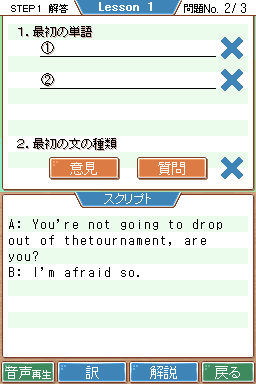 STEP1 解答 Lesson 1 問題No. 2/3
1. 最初の単語
①
②
2. 最初の文の種類
意見 質問
スクリプト
A: You're not going to drop
out of thetournament, are
you?
B: I'm afraid so.
音声再生 訳 解説 戻る